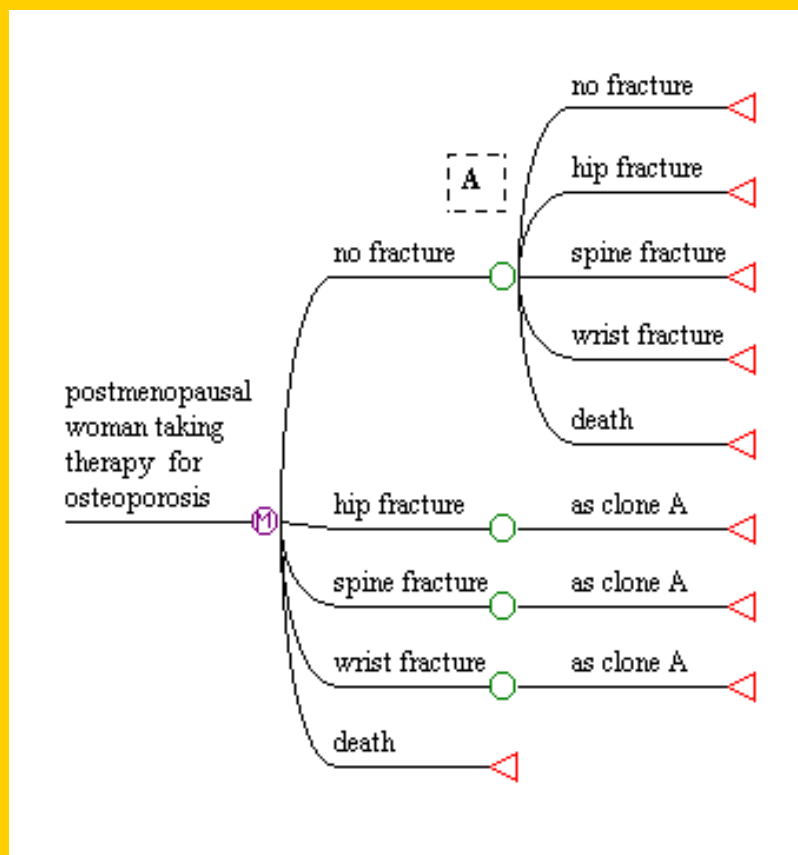 no fracture
A
hip fracture
no fracture
spine fracture
wrist fracture
postmenopausal
woman taking
therapy for
osteoporosis
death
M
hip fracture
as clone A
spine fracture
as clone A
wrist fracture
as clone A
death